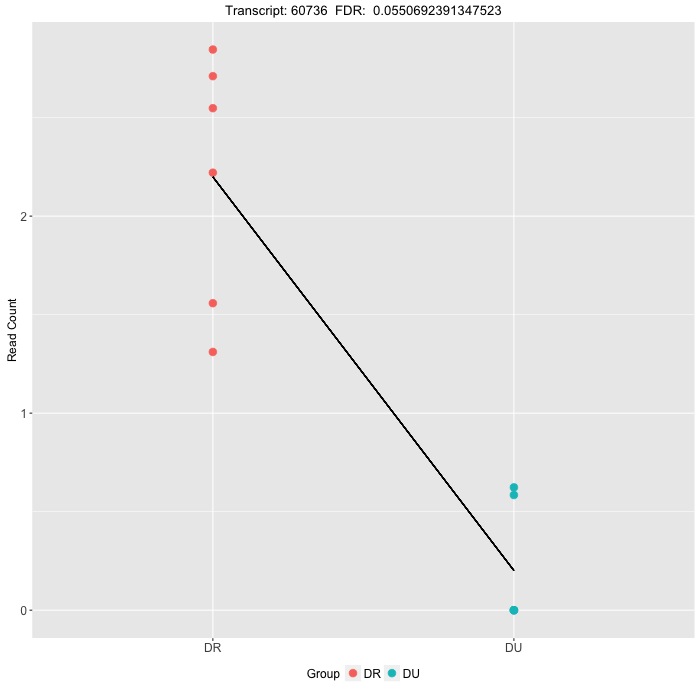 Transcript: 60736  FDR:  0.0550692391347523
Read Count
2
1
0
DR DU
Group DR DU